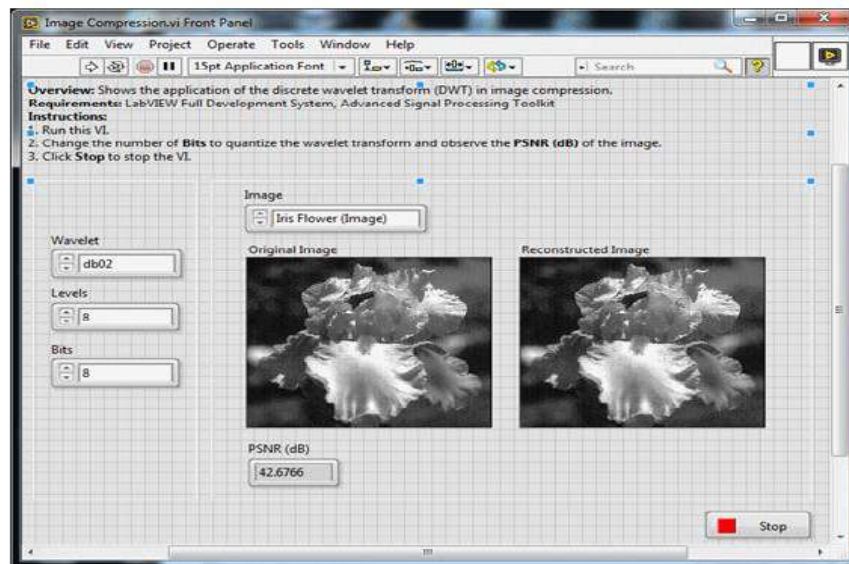 Image Compression.vi Front Panel
File Edit View Project Operate Tools Window Help
15pt Application Font
Search
Overview: Shows the application of the discrete wavelet transform (DWT) in image compression.
Requirements: LabVIEW Full Development System, Advanced Signal Processing Toolkit
Instructions:
1. Run this VI.
2. Change the number of Bits to quantize the wavelet transform and observe the PSNR (dB) of the image.
3. Click Stop to stop the VI.
Image
Iris Flower (Image)
Wavelet
db02
Levels
8
Bits
8
Original Image
Reconstructed Image
PSNR (dB)
42.6766
Stop